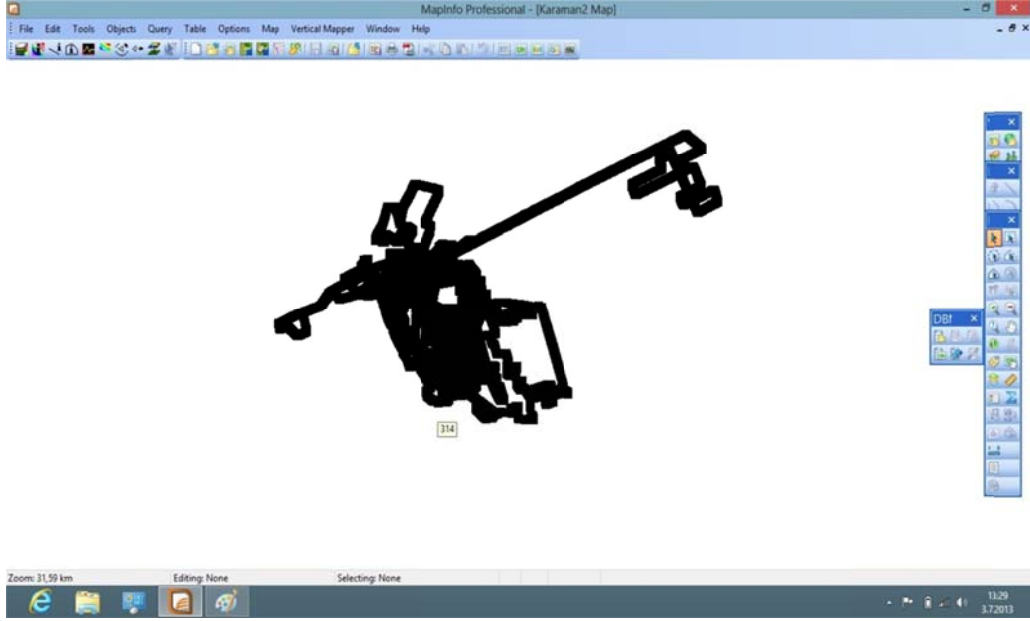 MapInfo Professional - [Karaman2 Map]
File Edit Tools Objects Query Table Options Map Vertical Mapper Window Help
DBI
314
Zoom: 31,59 km Editing: None Selecting: None
13:29
3.7.2013